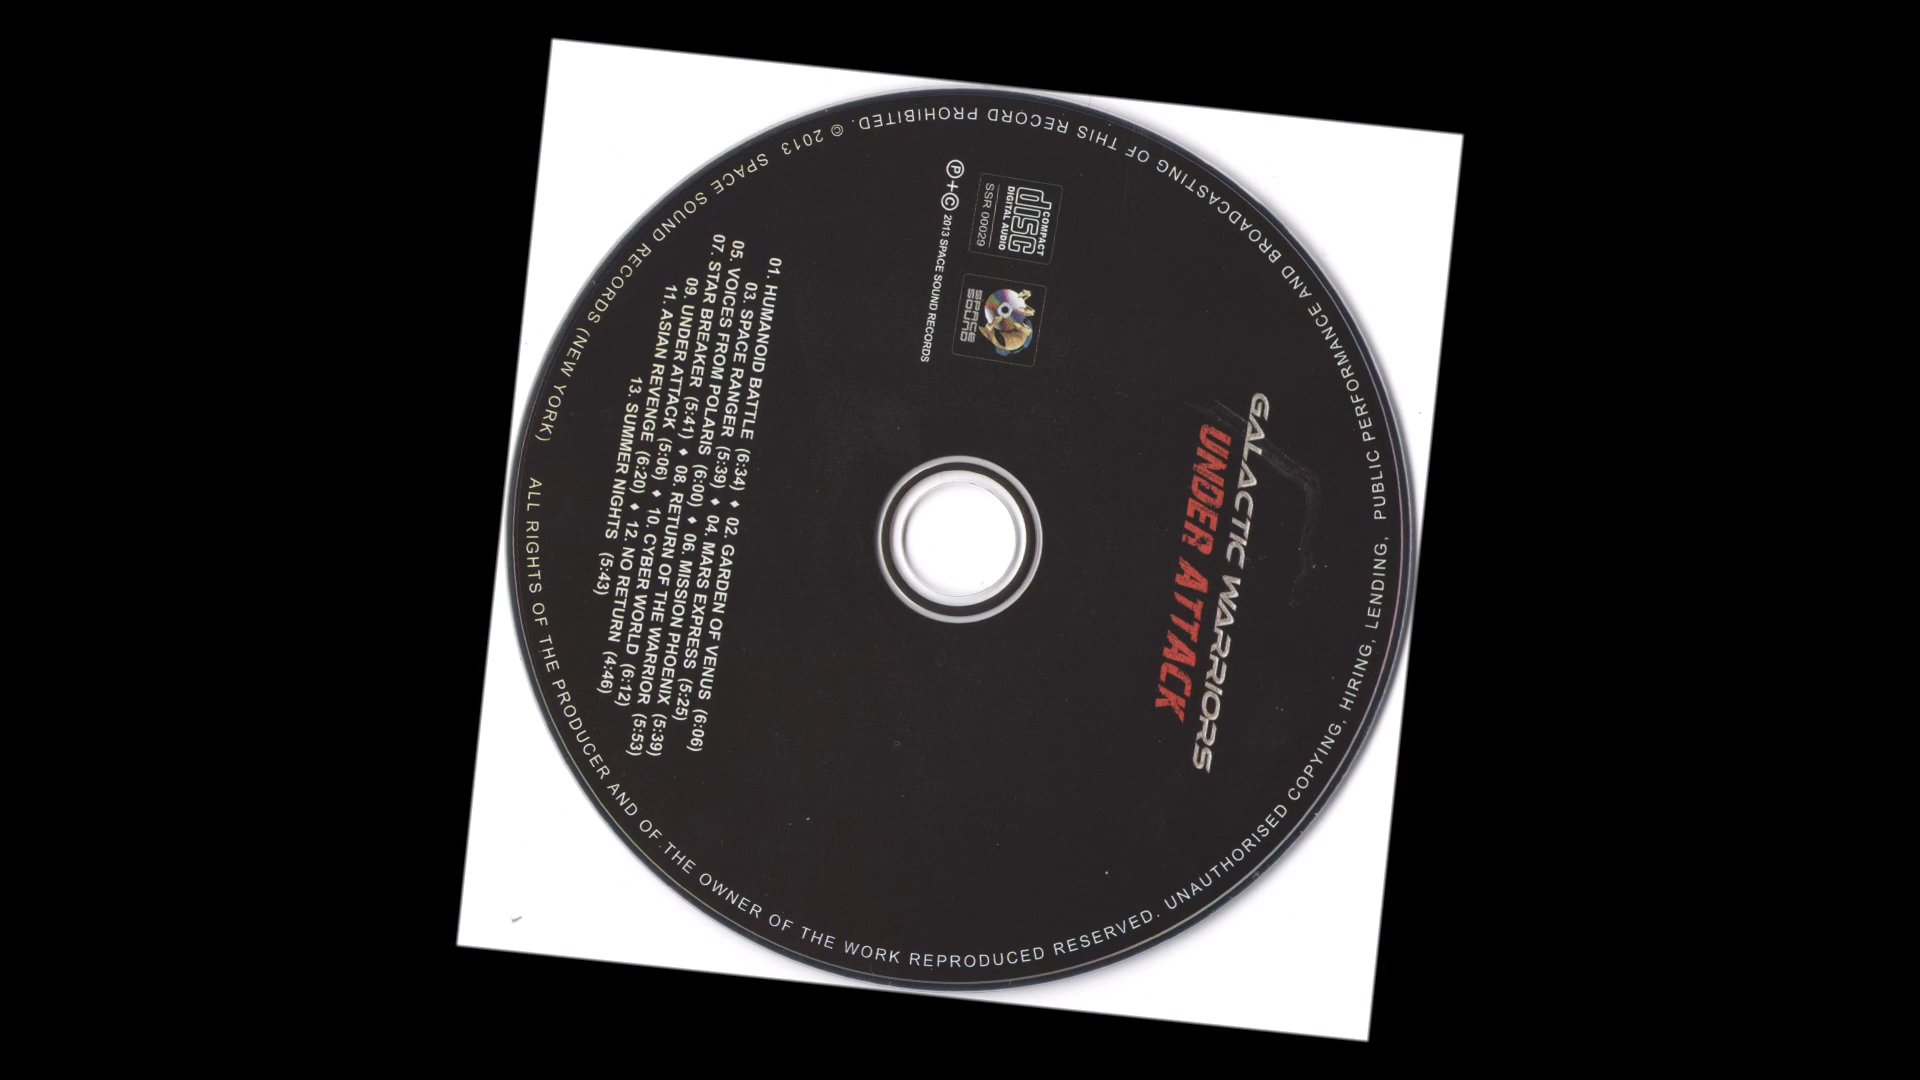 GALACTIC WARRIORS
UNDER ATTACK
COMPACT
disc
DIGITAL AUDIO
SSR 00029
SPACE
SOUND
℗+© 2013 SPACE SOUND RECORDS
01. HUMANOID BATTLE (6:34) ♦ 02. GARDEN OF VENUS (6:06)
03. SPACE RANGER (5:39) ♦ 04. MARS EXPRESS (5:25)
05. VOICES FROM POLARIS (6:00) ♦ 06. MISSION PHOENIX (5:39)
07. STAR BREAKER (5:41) ♦ 08. RETURN OF THE WARRIOR (5:53)
09. UNDER ATTACK (5:06) ♦ 10. CYBER WORLD (6:12)
11. ASIAN REVENGE (6:20) ♦ 12. NO RETURN (4:46)
13. SUMMER NIGHTS (5:43)
ALL RIGHTS OF THE PRODUCER AND OF THE OWNER OF THE WORK REPRODUCED RESERVED. UNAUTHORISED COPYING, HIRING, LENDING, PUBLIC PERFORMANCE AND BROADCASTING OF THIS RECORD PROHIBITED. © 2013 SPACE SOUND RECORDS (NEW YORK)